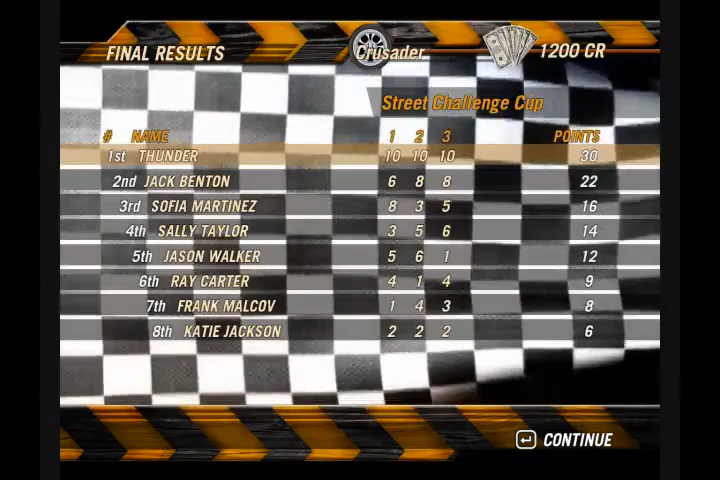 FINAL RESULTS Crusader 1200 CR
Street Challenge Cup
# NAME 1 2 3 POINTS
1st THUNDER 10 10 10 30
2nd JACK BENTON 6 8 8 22
3rd SOFIA MARTINEZ 8 3 5 16
4th SALLY TAYLOR 3 5 6 14
5th JASON WALKER 5 6 1 12
6th RAY CARTER 4 1 4 9
7th FRANK MALCOV 1 4 3 8
8th KATIE JACKSON 2 2 2 6
CONTINUE